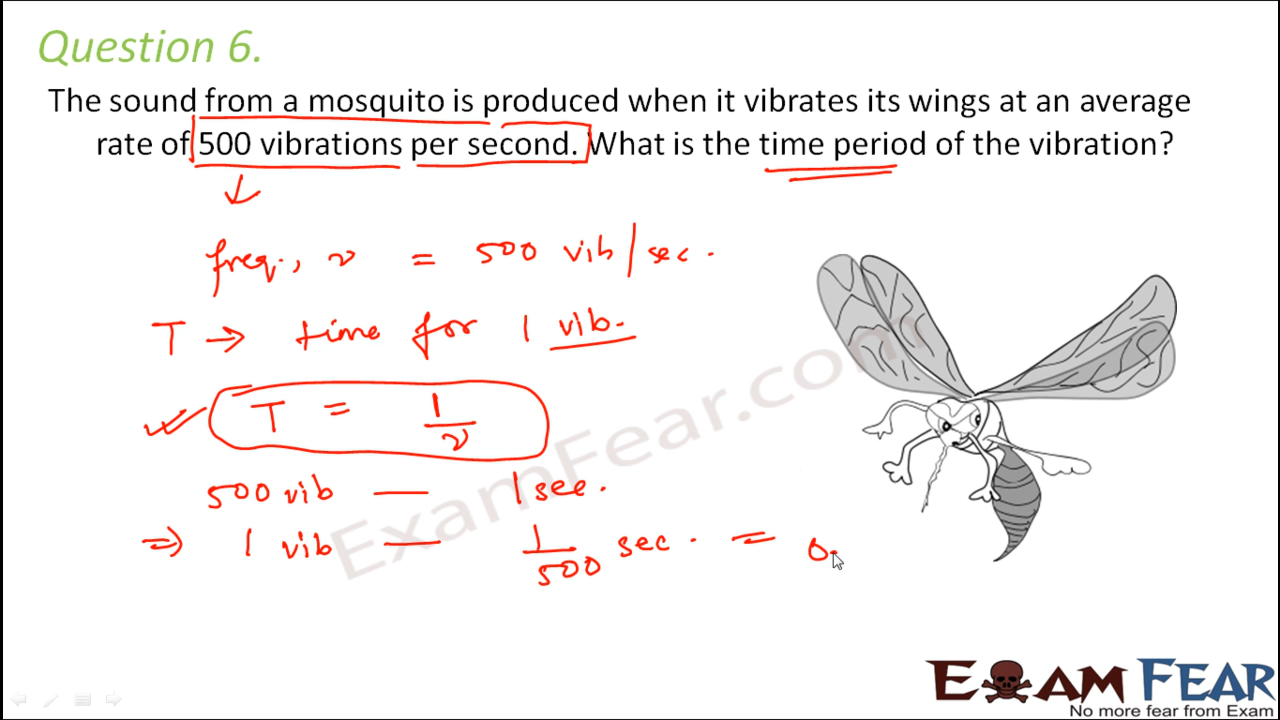 Question 6.
The sound from a mosquito is produced when it vibrates its wings at an average
rate of 500 vibrations per second. What is the time period of the vibration?
freq., ν = 500 vib/sec.
T → time for 1 vib.
T = 1/ν
500 vib — 1 sec.
⇒ 1 vib — 1/500 sec. = 0.
ExamFear.com
EXAM FEAR
No more fear from Exam